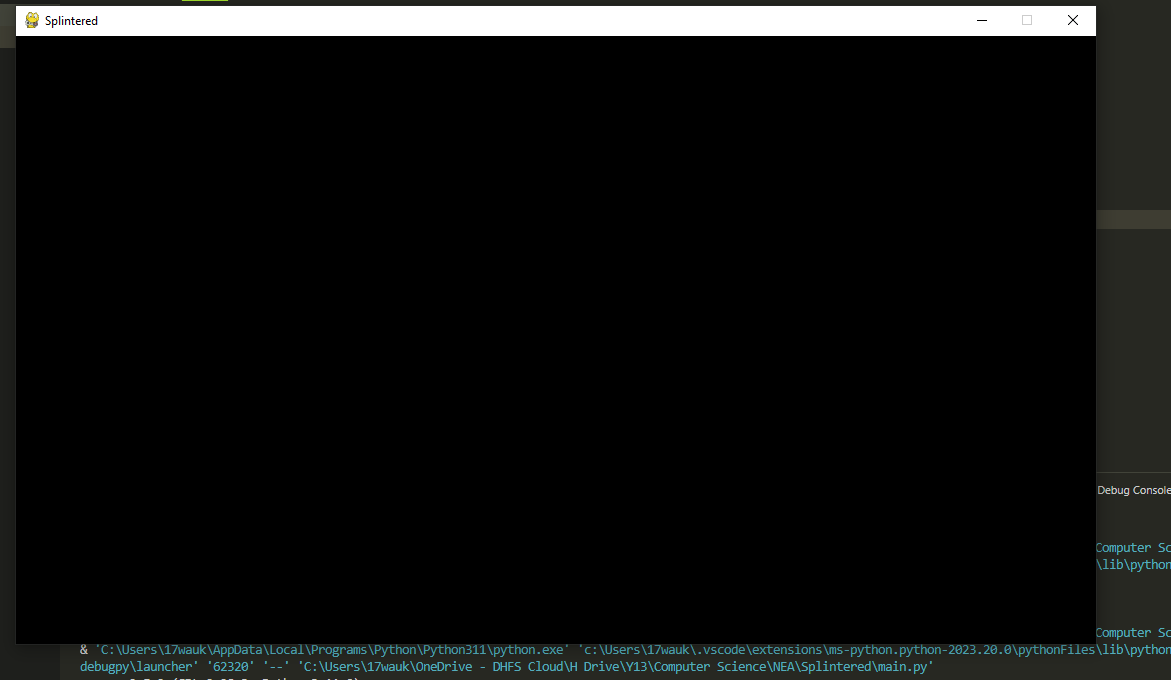 Splintered
Debug Console
Computer Sc
\lib\python
Computer Sc
& 'C:\Users\17wauk\AppData\Local\Programs\Python\Python311\python.exe' 'c:\Users\17wauk\.vscode\extensions\ms-python.python-2023.20.0\pythonFiles\lib\python
debugpy\launcher' '62320' '--' 'C:\Users\17wauk\OneDrive - DHFS Cloud\H Drive\Y13\Computer Science\NEA\Splintered\main.py'